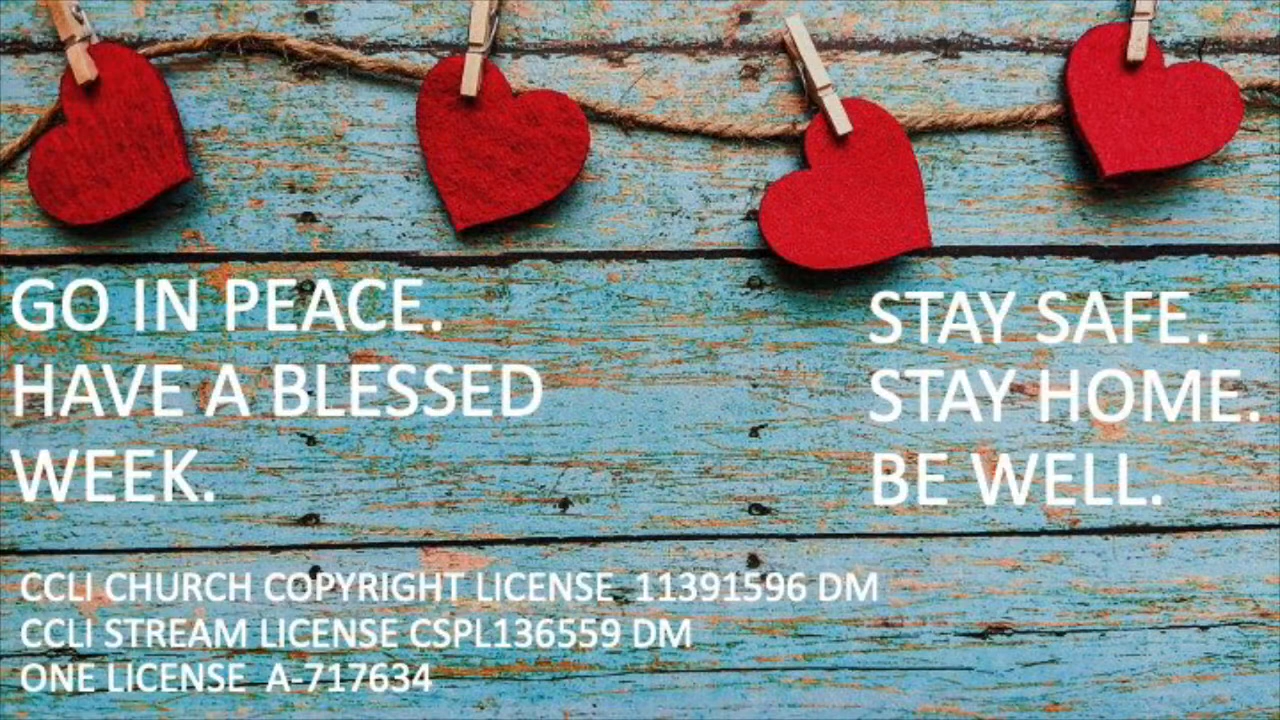 GO IN PEACE.
HAVE A BLESSED
WEEK.
STAY SAFE.
STAY HOME.
BE WELL.
CCLI CHURCH COPYRIGHT LICENSE 11391596 DM
CCLI STREAM LICENSE CSPL136559 DM
ONE LICENSE A-717634